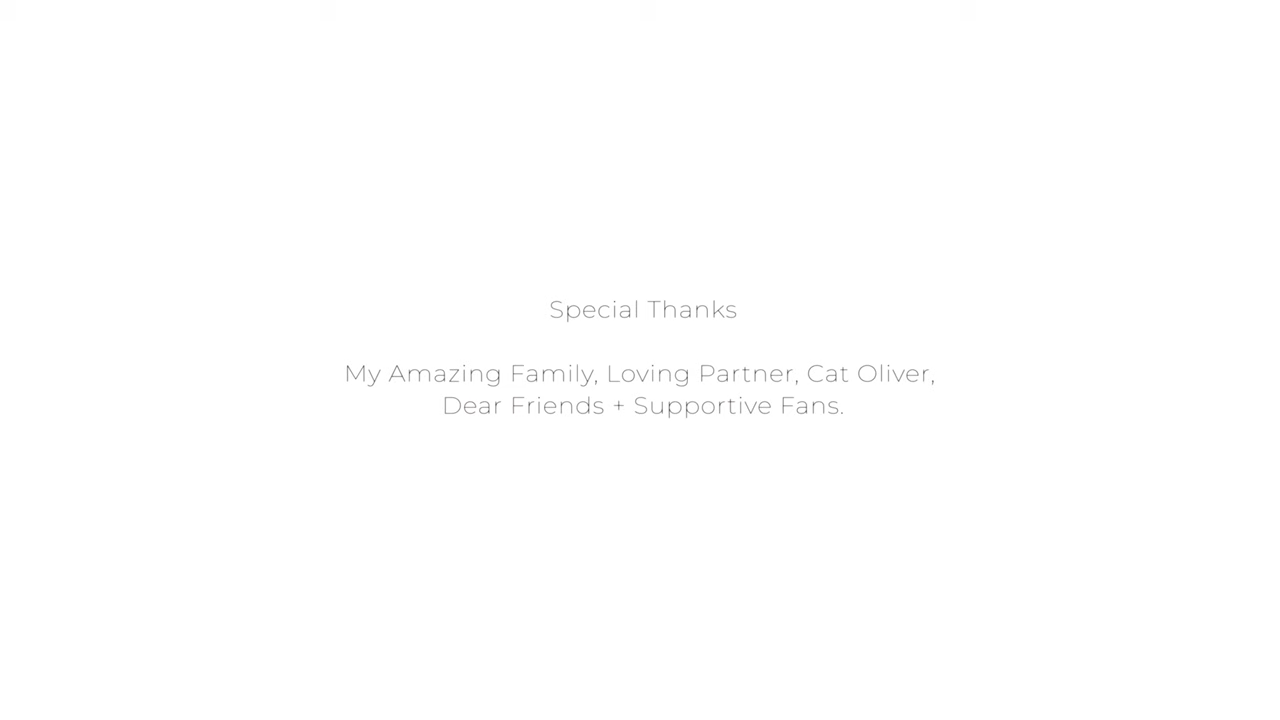 Special Thanks
My Amazing Family, Loving Partner, Cat Oliver,
Dear Friends + Supportive Fans.